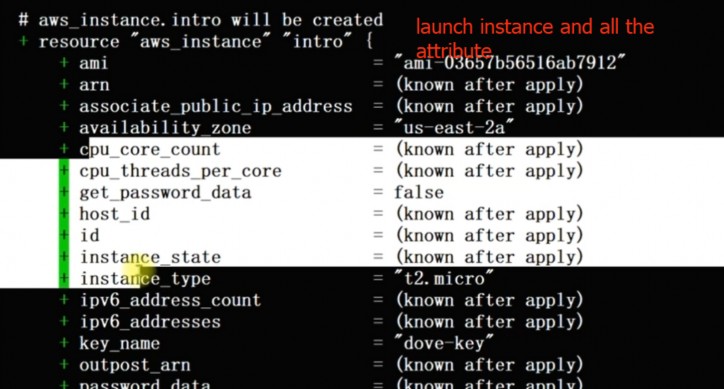 # aws_instance.intro will be created
launch instance and all the
attribute
+ resource "aws_instance" "intro" {
+ ami = "ami-03657b56516ab7912"
+ arn = (known after apply)
+ associate_public_ip_address = (known after apply)
+ availability_zone = "us-east-2a"
+ cpu_core_count = (known after apply)
+ cpu_threads_per_core = (known after apply)
+ get_password_data = false
+ host_id = (known after apply)
+ id = (known after apply)
+ instance_state = (known after apply)
+ instance_type = "t2.micro"
+ ipv6_address_count = (known after apply)
+ ipv6_addresses = (known after apply)
+ key_name = "dove-key"
+ outpost_arn = (known after apply)
+ password_data = (known after apply)